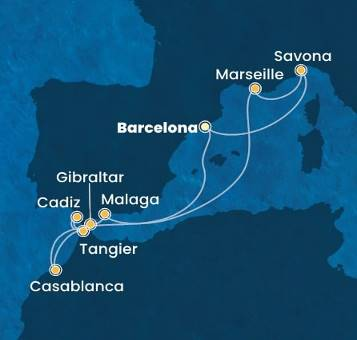 Savona
Marseille
Barcelona
Gibraltar
Malaga
Cadiz
Tangier
Casablanca